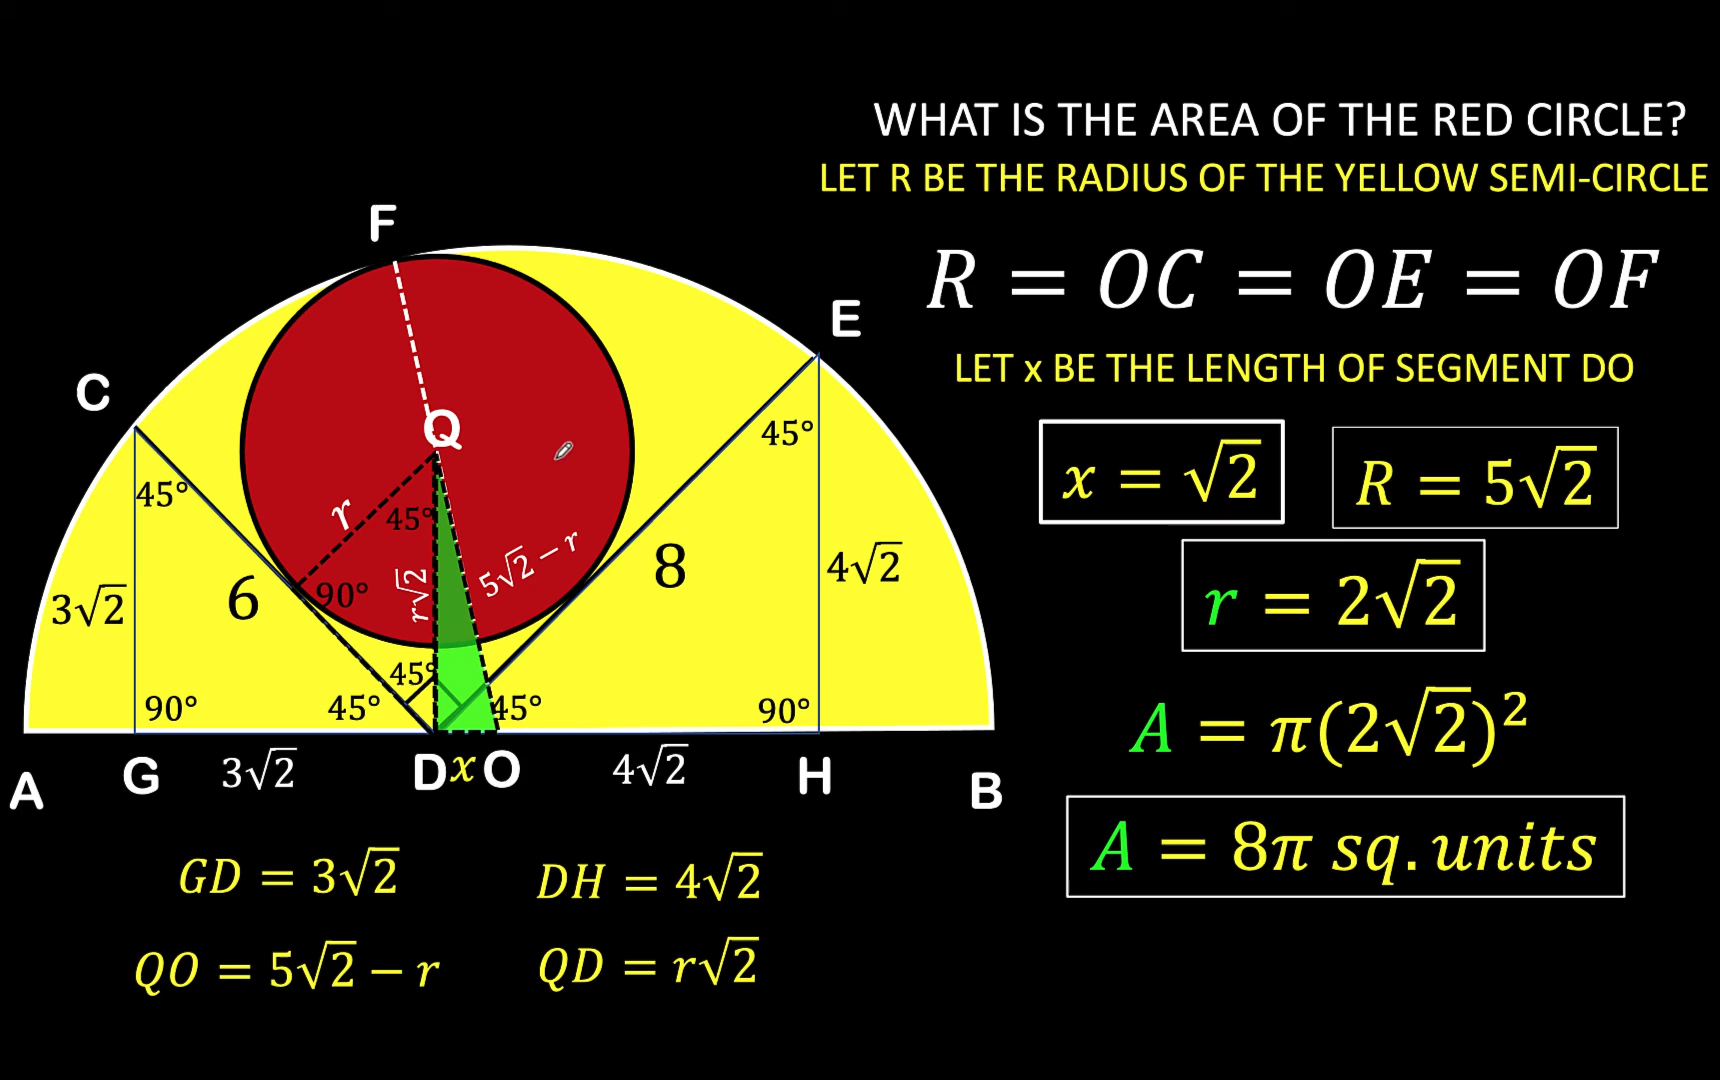 WHAT IS THE AREA OF THE RED CIRCLE?
LET R BE THE RADIUS OF THE YELLOW SEMI-CIRCLE
R = OC = OE = OF
LET x BE THE LENGTH OF SEGMENT DO
x = √2
R = 5√2
r = 2√2
A = π(2√2)²
A = 8π sq. units
F
E
C
Q
45°
45°
r
45°
5√2 − r
r√2
8
4√2
3√2
6
90°
45°
90°
45°
45°
90°
A
G
3√2
D
x
O
4√2
H
B
GD = 3√2
DH = 4√2
QO = 5√2 − r
QD = r√2